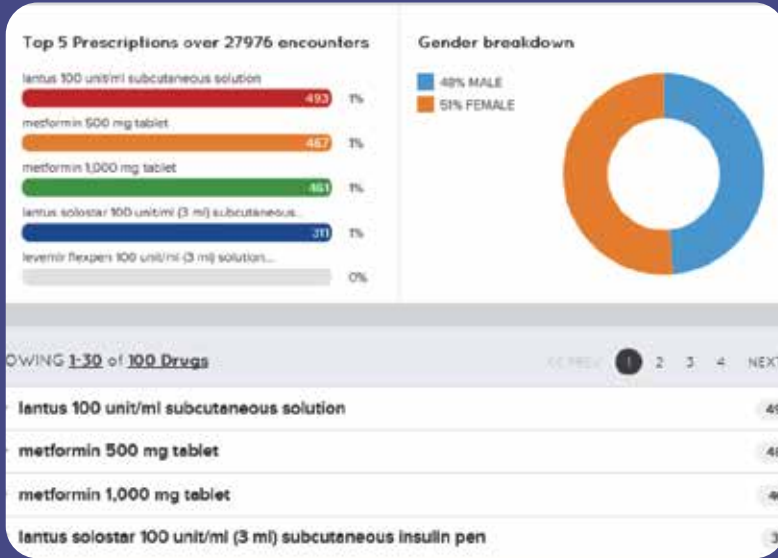 Top 5 Prescriptions over 27976 encounters
lantus 100 unit/ml subcutaneous solution
493 1%
metformin 500 mg tablet
467 1%
metformin 1,000 mg tablet
461 1%
lantus solostar 100 unit/ml (3 ml) subcutaneous...
311 1%
levemir flexpen 100 unit/ml (3 ml) solution...
0%
Gender breakdown
48% MALE
51% FEMALE
OWING 1-30 of 100 Drugs
<< PREV 1 2 3 4 NEXT
lantus 100 unit/ml subcutaneous solution
49
metformin 500 mg tablet
metformin 1,000 mg tablet
lantus solostar 100 unit/ml (3 ml) subcutaneous insulin pen